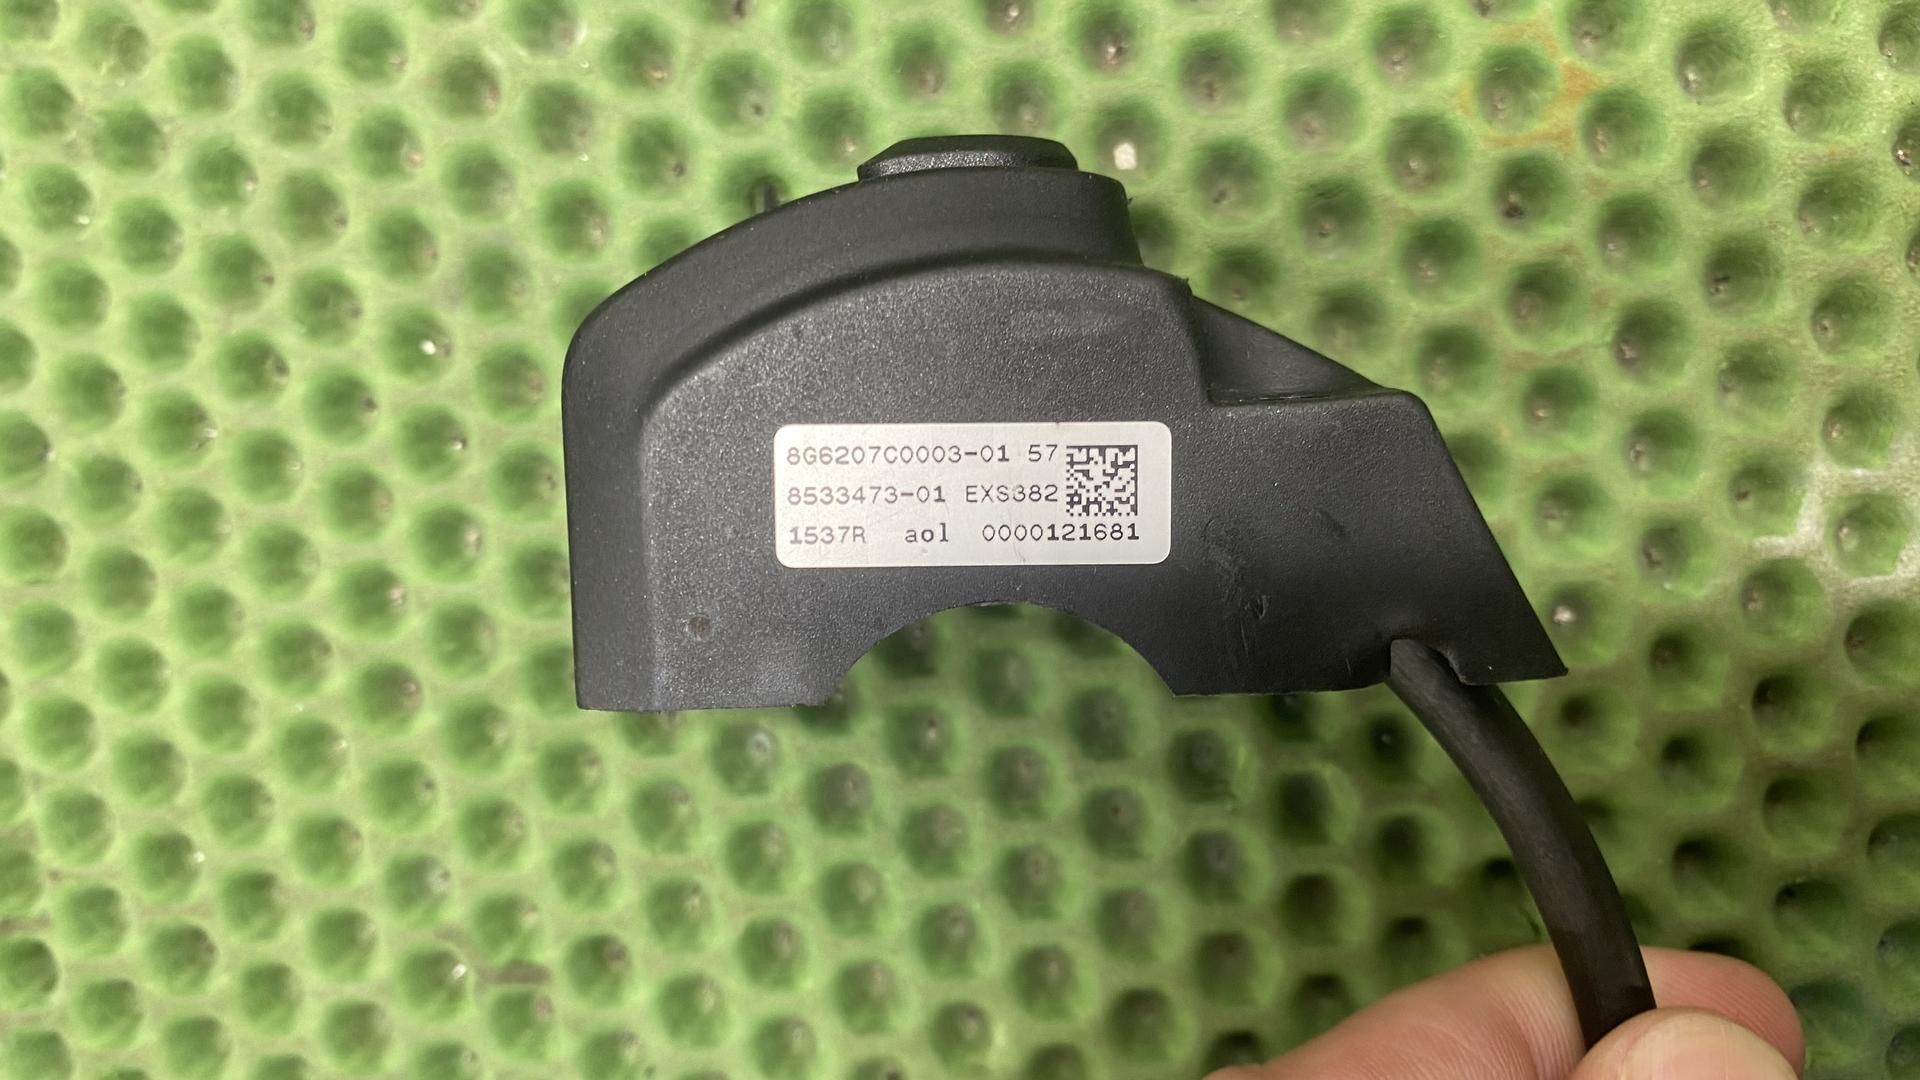 8G6207C0003-01 57
8533473-01 EXS382
1537R aol 0000121681